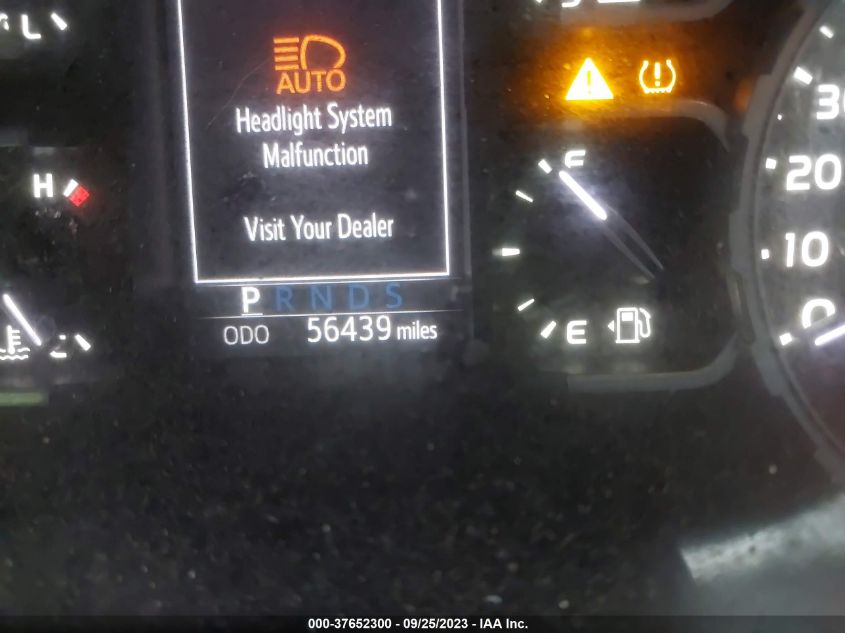 L
AUTO
Headlight System
Malfunction
Visit Your Dealer
H
F
30
20
10
0
P R N D S
ODO 56439 miles
C
E
000-37652300 - 09/25/2023 - IAA Inc.